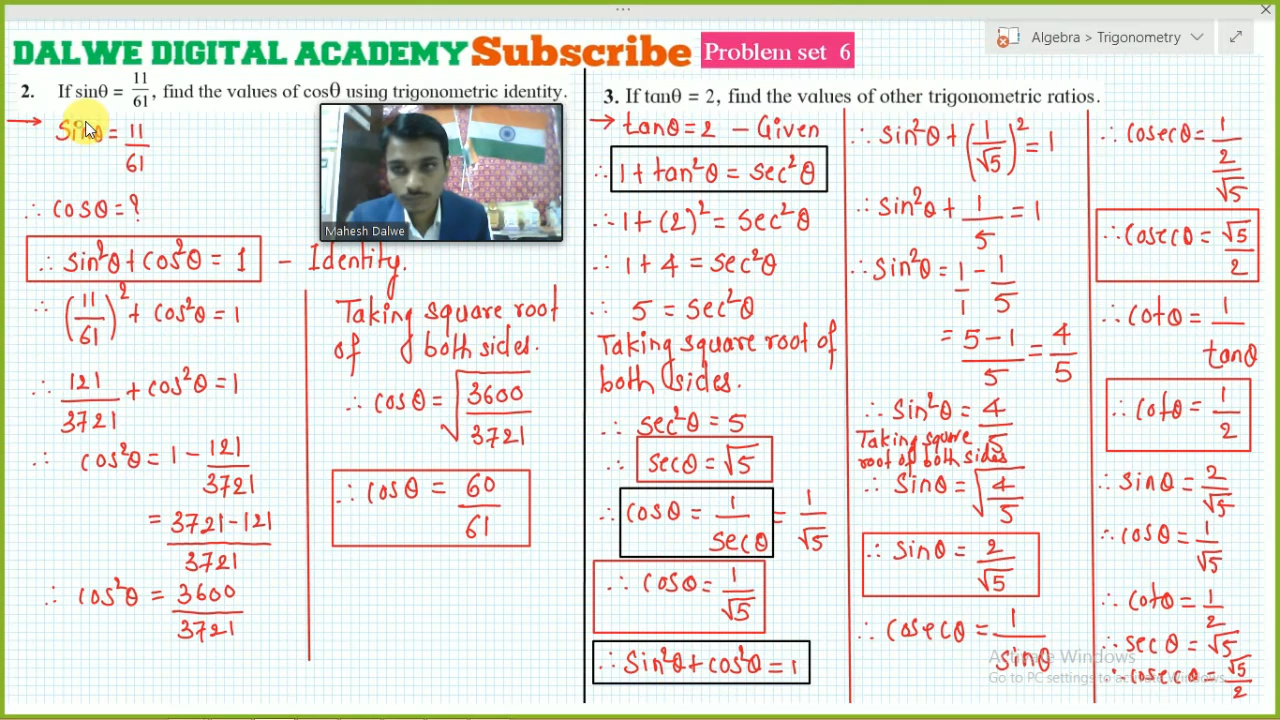 Algebra > Trigonometry
DALWE DIGITAL ACADEMY Subscribe Problem set 6
2. If sinθ = 11/61, find the values of cosθ using trigonometric identity.
→ Sinθ = 11/61
∴ cosθ = ?
∴ sin²θ + cos²θ = 1 – Identity.
∴ (11/61)² + cos²θ = 1
∴ 121/3721 + cos²θ = 1
∴ cos²θ = 1 - 121/3721
= 3721-121/3721
∴ cos²θ = 3600/3721
Taking square root
of both sides.
∴ cosθ = √3600/3721
∴ cosθ = 60/61
Mahesh Dalwe
3. If tanθ = 2, find the values of other trigonometric ratios.
→ tanθ = 2 – Given
∴ 1 + tan²θ = sec²θ
∴ 1 + (2)² = sec²θ
∴ 1 + 4 = sec²θ
∴ 5 = sec²θ
Taking square root of
both sides.
∴ sec²θ = 5
∴ secθ = √5
∴ cosθ = 1/secθ = 1/√5
∴ cosθ = 1/√5
∴ Sin²θ + cos²θ = 1
∴ sin²θ + (1/√5)² = 1
∴ sin²θ + 1/5 = 1
∴ sin²θ = 1/1 - 1/5
= 5-1/5 = 4/5
∴ sin²θ = 4/5
Taking square
root of both sides
∴ sinθ = √4/5
∴ sinθ = 2/√5
∴ cosecθ = 1/sinθ
∴ cosecθ = 1/2/√5
∴ cosecθ = √5/2
∴ cotθ = 1/tanθ
∴ cotθ = 1/2
∴ sinθ = 2/√5
∴ cosθ = 1/√5
∴ cotθ = 1/2
∴ secθ = √5
∴ cosecθ = √5/2
Activate Windows
Go to PC settings to activate Windows.